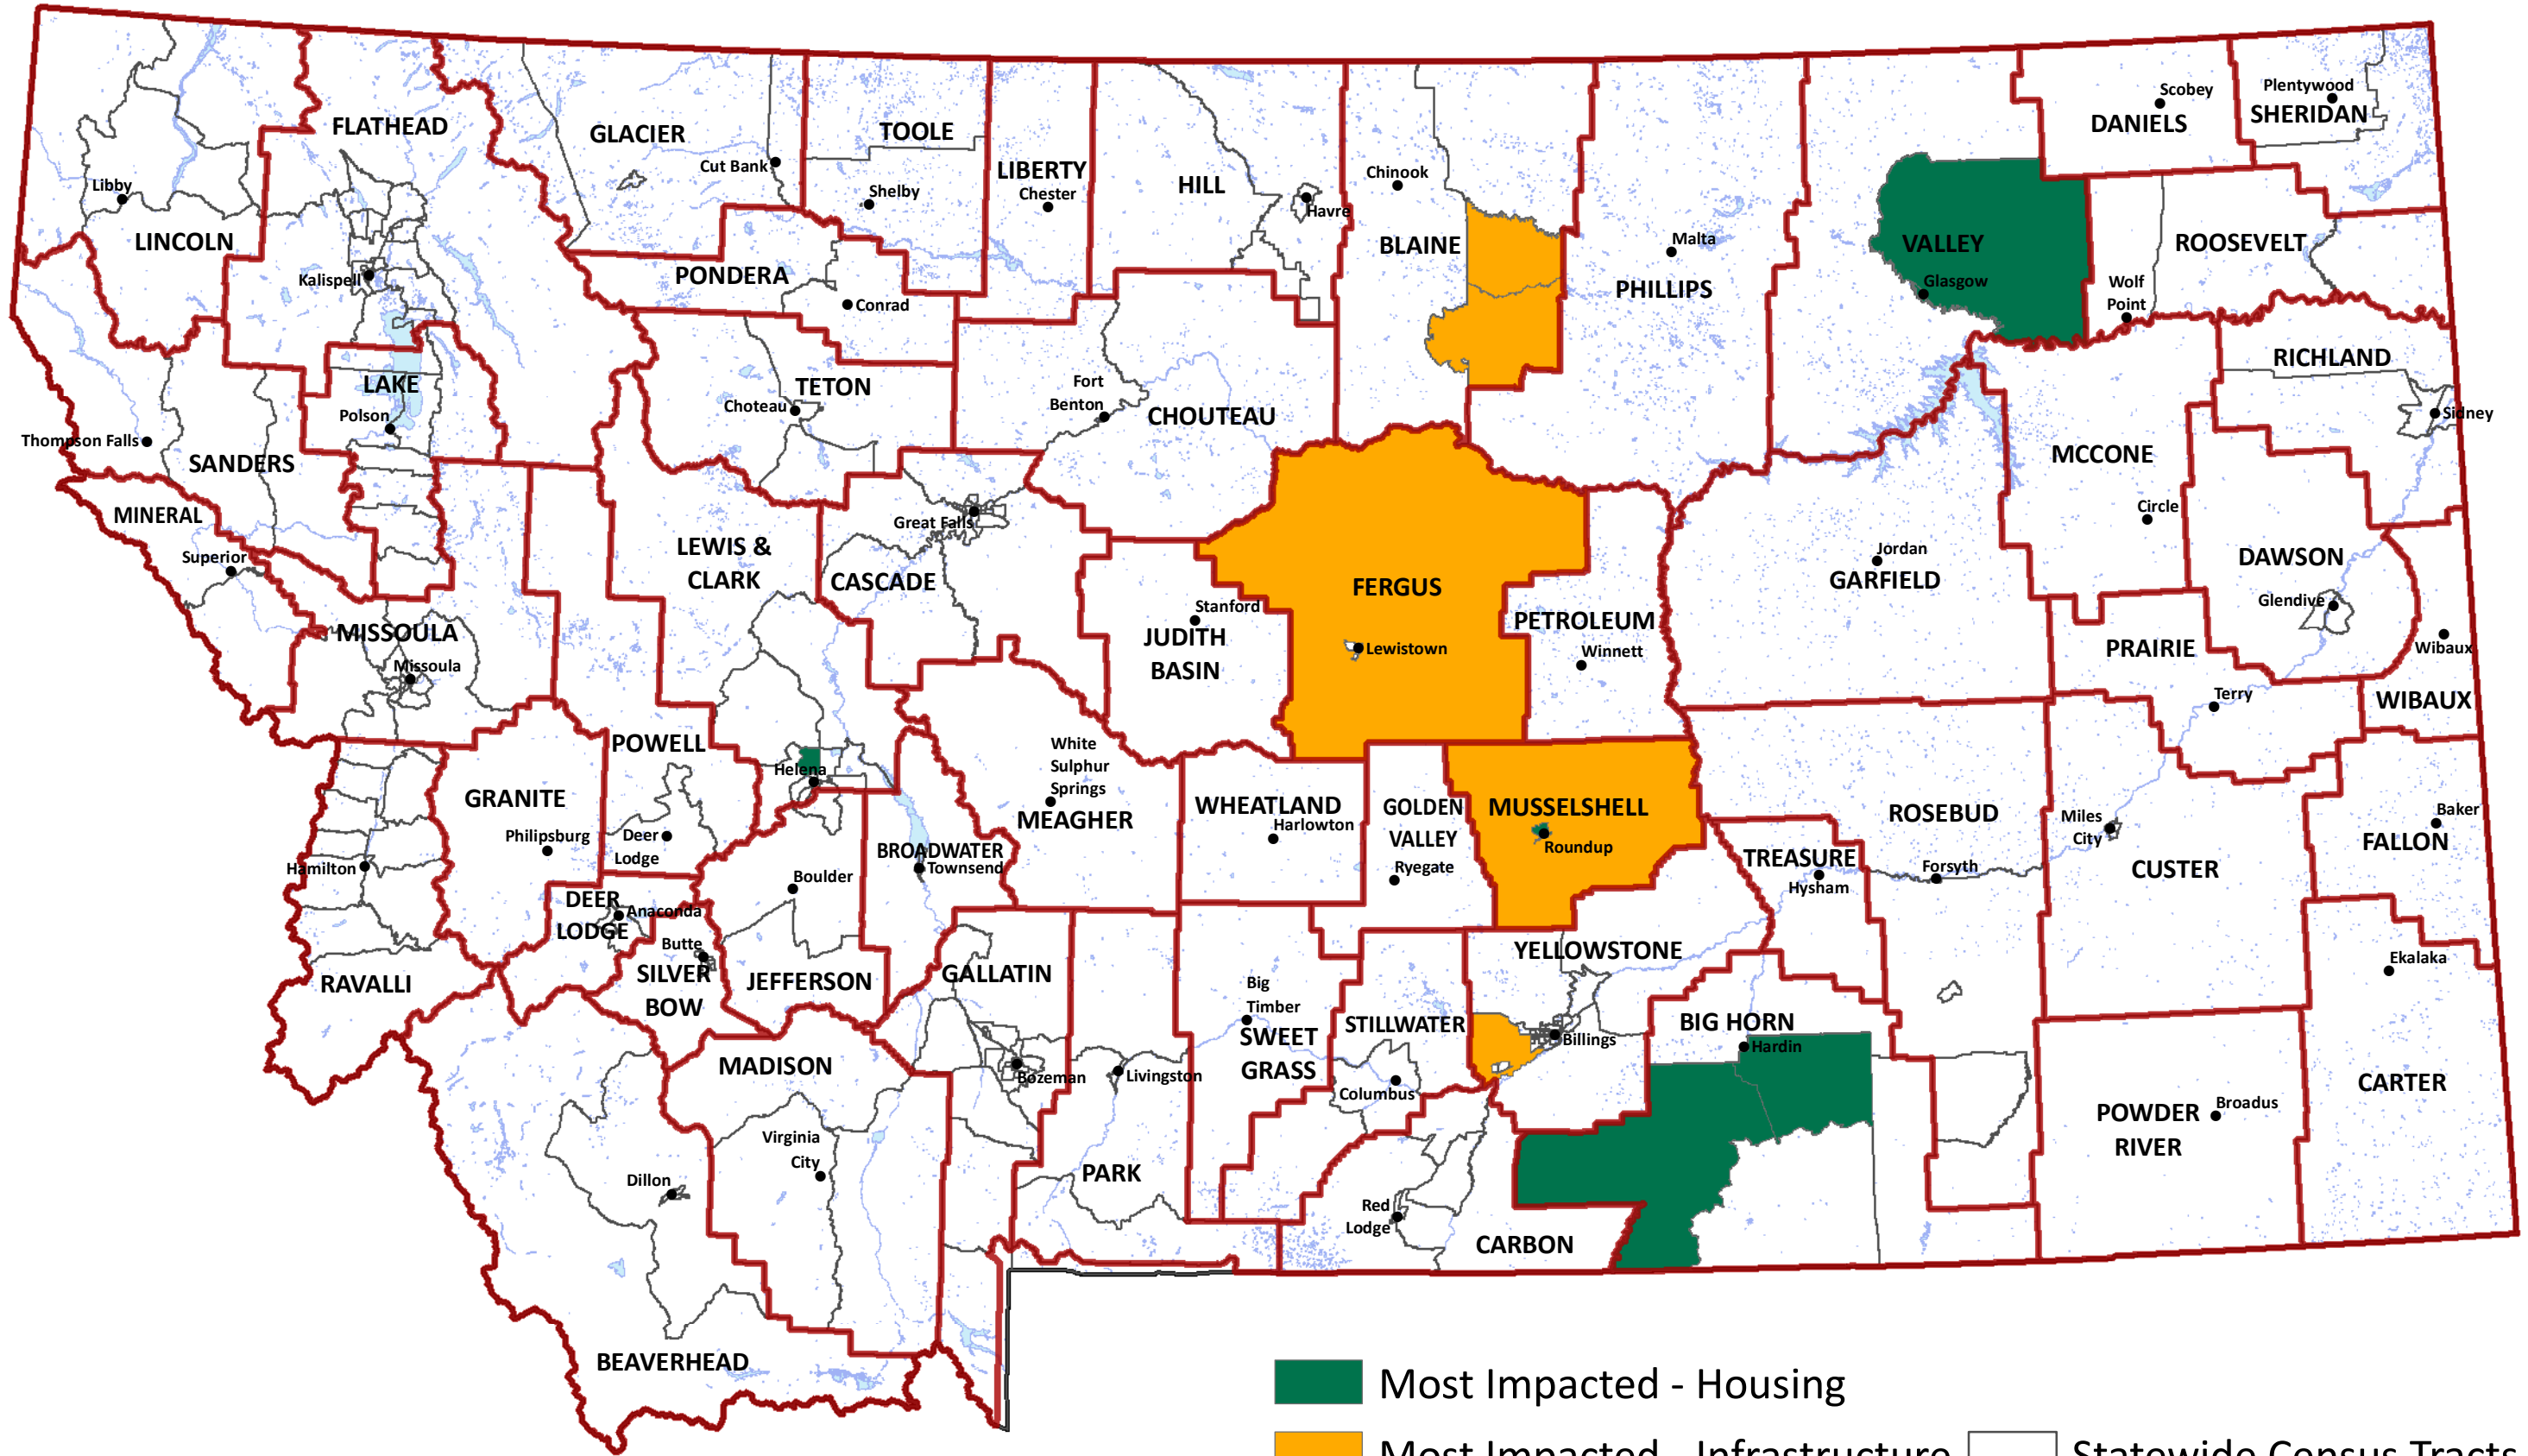 Scobey
Plentywood
DANIELS
SHERIDAN
FLATHEAD
GLACIER
TOOLE
Cut Bank
LIBERTY
Chester
Shelby
HILL
Havre
Chinook
BLAINE
Malta
PHILLIPS
VALLEY
Glasgow
ROOSEVELT
Wolf
Point
Libby
LINCOLN
Kalispell
PONDERA
Conrad
RICHLAND
Sidney
LAKE
Polson
TETON
Choteau
Fort
Benton
CHOUTEAU
Thompson Falls
SANDERS
MCCONE
Circle
MINERAL
Superior
Great Falls
LEWIS &
CLARK
CASCADE
FERGUS
Lewistown
Stanford
JUDITH
BASIN
PETROLEUM
Winnett
Jordan
GARFIELD
DAWSON
Glendive
Wibaux
WIBAUX
PRAIRIE
Terry
MISSOULA
Missoula
POWELL
Helena
White
Sulphur
Springs
MEAGHER
WHEATLAND
Harlowton
GOLDEN
VALLEY
Ryegate
MUSSELSHELL
Roundup
ROSEBUD
Forsyth
TREASURE
Hysham
Miles
City
CUSTER
Baker
FALLON
GRANITE
Philipsburg
Deer
Lodge
Hamilton
DEER
LODGE
Anaconda
Butte
SILVER
BOW
Boulder
JEFFERSON
BROADWATER
Townsend
GALLATIN
RAVALLI
Big
Timber
SWEET
GRASS
STILLWATER
Columbus
YELLOWSTONE
Billings
BIG HORN
Hardin
Ekalaka
CARTER
POWDER
RIVER
Broadus
MADISON
Virginia
City
Bozeman
Livingston
PARK
Dillon
Red
Lodge
CARBON
BEAVERHEAD
Most Impacted - Housing
Most Impacted - Infrastructure
Statewide Census Tracts